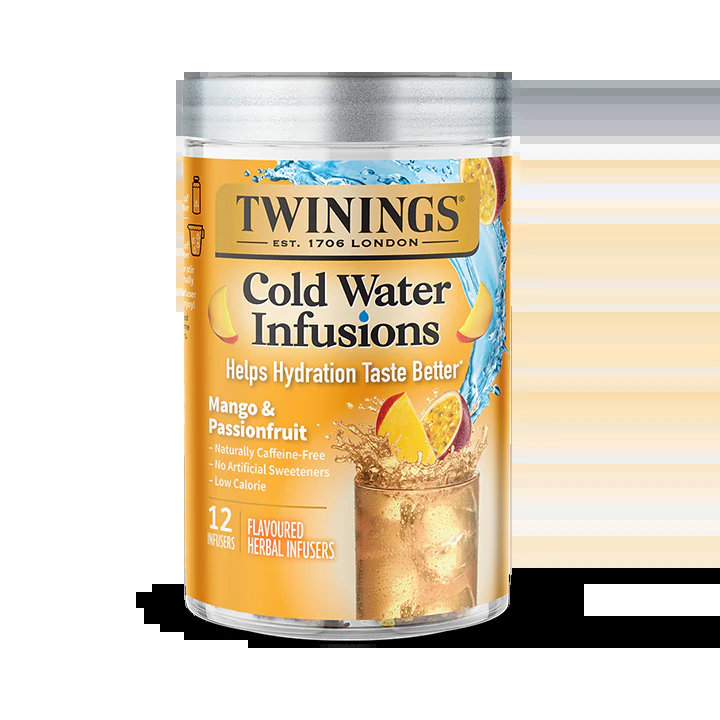 TWININGS®
EST. 1706 LONDON
Cold Water
Infusions
Helps Hydration Taste Better*
Mango &
Passionfruit
– Naturally Caffeine-Free
– No Artificial Sweeteners
– Low Calorie
12
INFUSERS
FLAVOURED
HERBAL INFUSERS